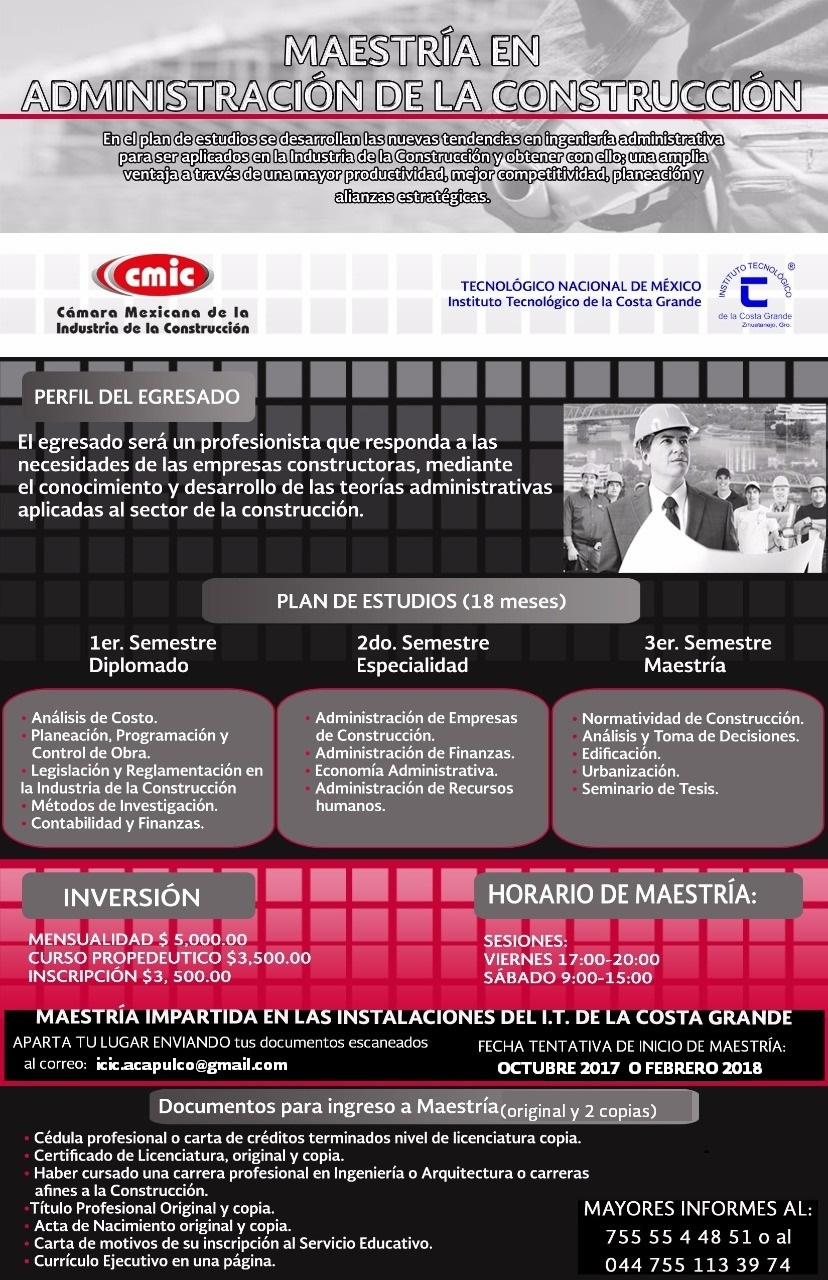 MAESTRÍA EN
ADMINISTRACIÓN DE LA CONSTRUCCIÓN
En el plan de estudios se desarrollan las nuevas tendencias en ingeniería administrativa
para ser aplicados en la Industria de la Construcción y obtener con ello; una amplia
ventaja a través de una mayor productividad, mejor competitividad, planeación y
alianzas estratégicas.
cmic
Cámara Mexicana de la
Industria de la Construcción
TECNOLÓGICO NACIONAL DE MÉXICO
Instituto Tecnológico de la Costa Grande
INSTITUTO TECNOLÓGICO ®
de la Costa Grande
Zihuatanejo, Gro.
PERFIL DEL EGRESADO
El egresado será un profesionista que responda a las
necesidades de las empresas constructoras, mediante
el conocimiento y desarrollo de las teorías administrativas
aplicadas al sector de la construcción.
PLAN DE ESTUDIOS (18 meses)
1er. Semestre
Diplomado
• Análisis de Costo.
• Planeación, Programación y
Control de Obra.
• Legislación y Reglamentación en
la Industria de la Construcción
• Métodos de Investigación.
• Contabilidad y Finanzas.
2do. Semestre
Especialidad
• Administración de Empresas
de Construcción.
• Administración de Finanzas.
• Economía Administrativa.
• Administración de Recursos
humanos.
3er. Semestre
Maestría
• Normatividad de Construcción.
• Análisis y Toma de Decisiones.
• Edificación.
• Urbanización.
• Seminario de Tesis.
INVERSIÓN
MENSUALIDAD $ 5,000.00
CURSO PROPEDEUTICO $3,500.00
INSCRIPCIÓN $3, 500.00
HORARIO DE MAESTRÍA:
SESIONES:
VIERNES 17:00-20:00
SÁBADO 9:00-15:00
MAESTRÍA IMPARTIDA EN LAS INSTALACIONES DEL I.T. DE LA COSTA GRANDE
APARTA TU LUGAR ENVIANDO tus documentos escaneados
al correo: icic.acapulco@gmail.com
FECHA TENTATIVA DE INICIO DE MAESTRÍA:
OCTUBRE 2017 O FEBRERO 2018
Documentos para ingreso a Maestría(original y 2 copias)
• Cédula profesional o carta de créditos terminados nivel de licenciatura copia.
• Certificado de Licenciatura, original y copia.
• Haber cursado una carrera profesional en Ingeniería o Arquitectura o carreras
afines a la Construcción.
•Título Profesional Original y copia.
• Acta de Nacimiento original y copia.
• Carta de motivos de su inscripción al Servicio Educativo.
• Currículo Ejecutivo en una página.
MAYORES INFORMES AL:
755 55 4 48 51 o al
044 755 113 39 74